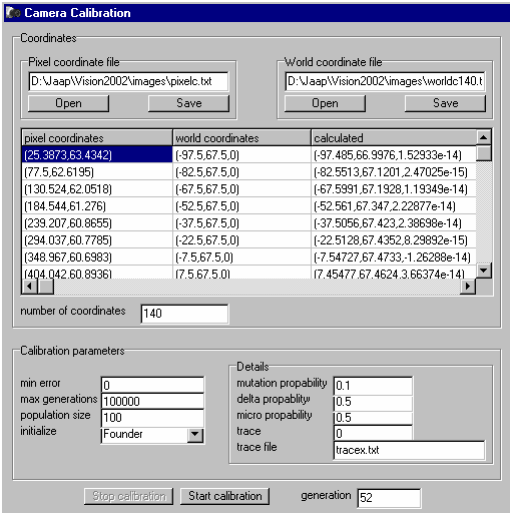 Camera Calibration
Coordinates
Pixel coordinate file
World coordinate file
D:\Jaap\Vision2002\images\pixelc.txt
D:\Jaap\Vision2002\images\worldc140.t
Open Save
Open Save
pixel coordinates world coordinates calculated
(25.3873,63.4342) (-97.5,67.5,0) (-97.485,66.9976,1.52933e-14)
(77.5,62.6195) (-82.5,67.5,0) (-82.5513,67.1201,2.47025e-15)
(130.524,62.0518) (-67.5,67.5,0) (-67.5991,67.1928,1.19349e-14)
(184.544,61.276) (-52.5,67.5,0) (-52.561,67.347,2.22877e-14)
(239.207,60.8655) (-37.5,67.5,0) (-37.5056,67.423,2.38698e-14)
(294.037,60.7785) (-22.5,67.5,0) (-22.5128,67.4352,8.29892e-15)
(348.967,60.6983) (-7.5,67.5,0) (-7.54727,67.4733,-1.26288e-14)
(404.042,60.8936) (7.5,67.5,0) (7.45477,67.4624,3.66374e-14)
number of coordinates 140
Calibration parameters
min error 0
max generations 100000
population size 100
initialize Founder
Details
mutation propability 0.1
delta propablity 0.5
micro propability 0.5
trace 0
trace file tracex.txt
Stop calibration Start calibration generation 52